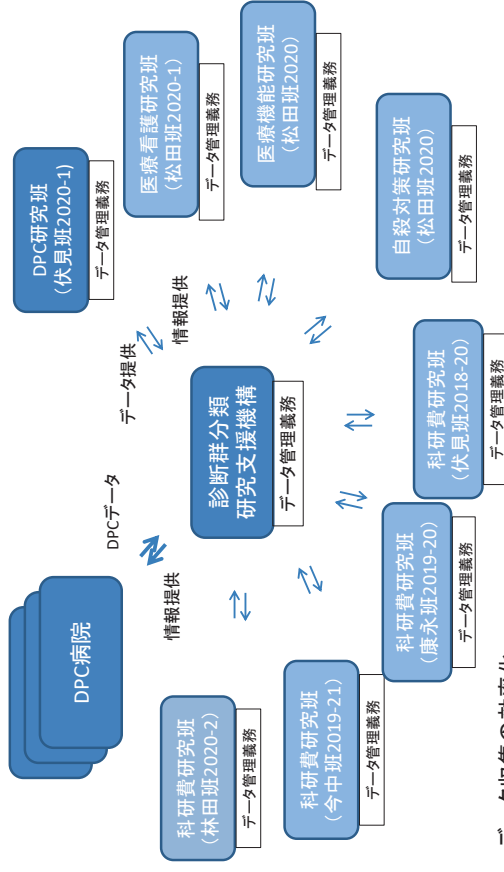 DPC病院
DPCデータ
データ提供
情報提供
情報提供
DPC研究班
(伏見班2020-1)
データ管理義務
医療看護研究班
(松田班2020-1)
データ管理義務
医療機能研究班
(松田班2020)
データ管理義務
診断群分類
研究支援機構
データ管理義務
科研費研究班
(林田班2020-2)
データ管理義務
科研費研究班
(今中班2019-21)
データ管理義務
科研費研究班
(康永班2019-20)
データ管理義務
科研費研究班
(伏見班2018-20)
データ管理義務
自殺対策研究班
(松田班2020)
データ管理義務